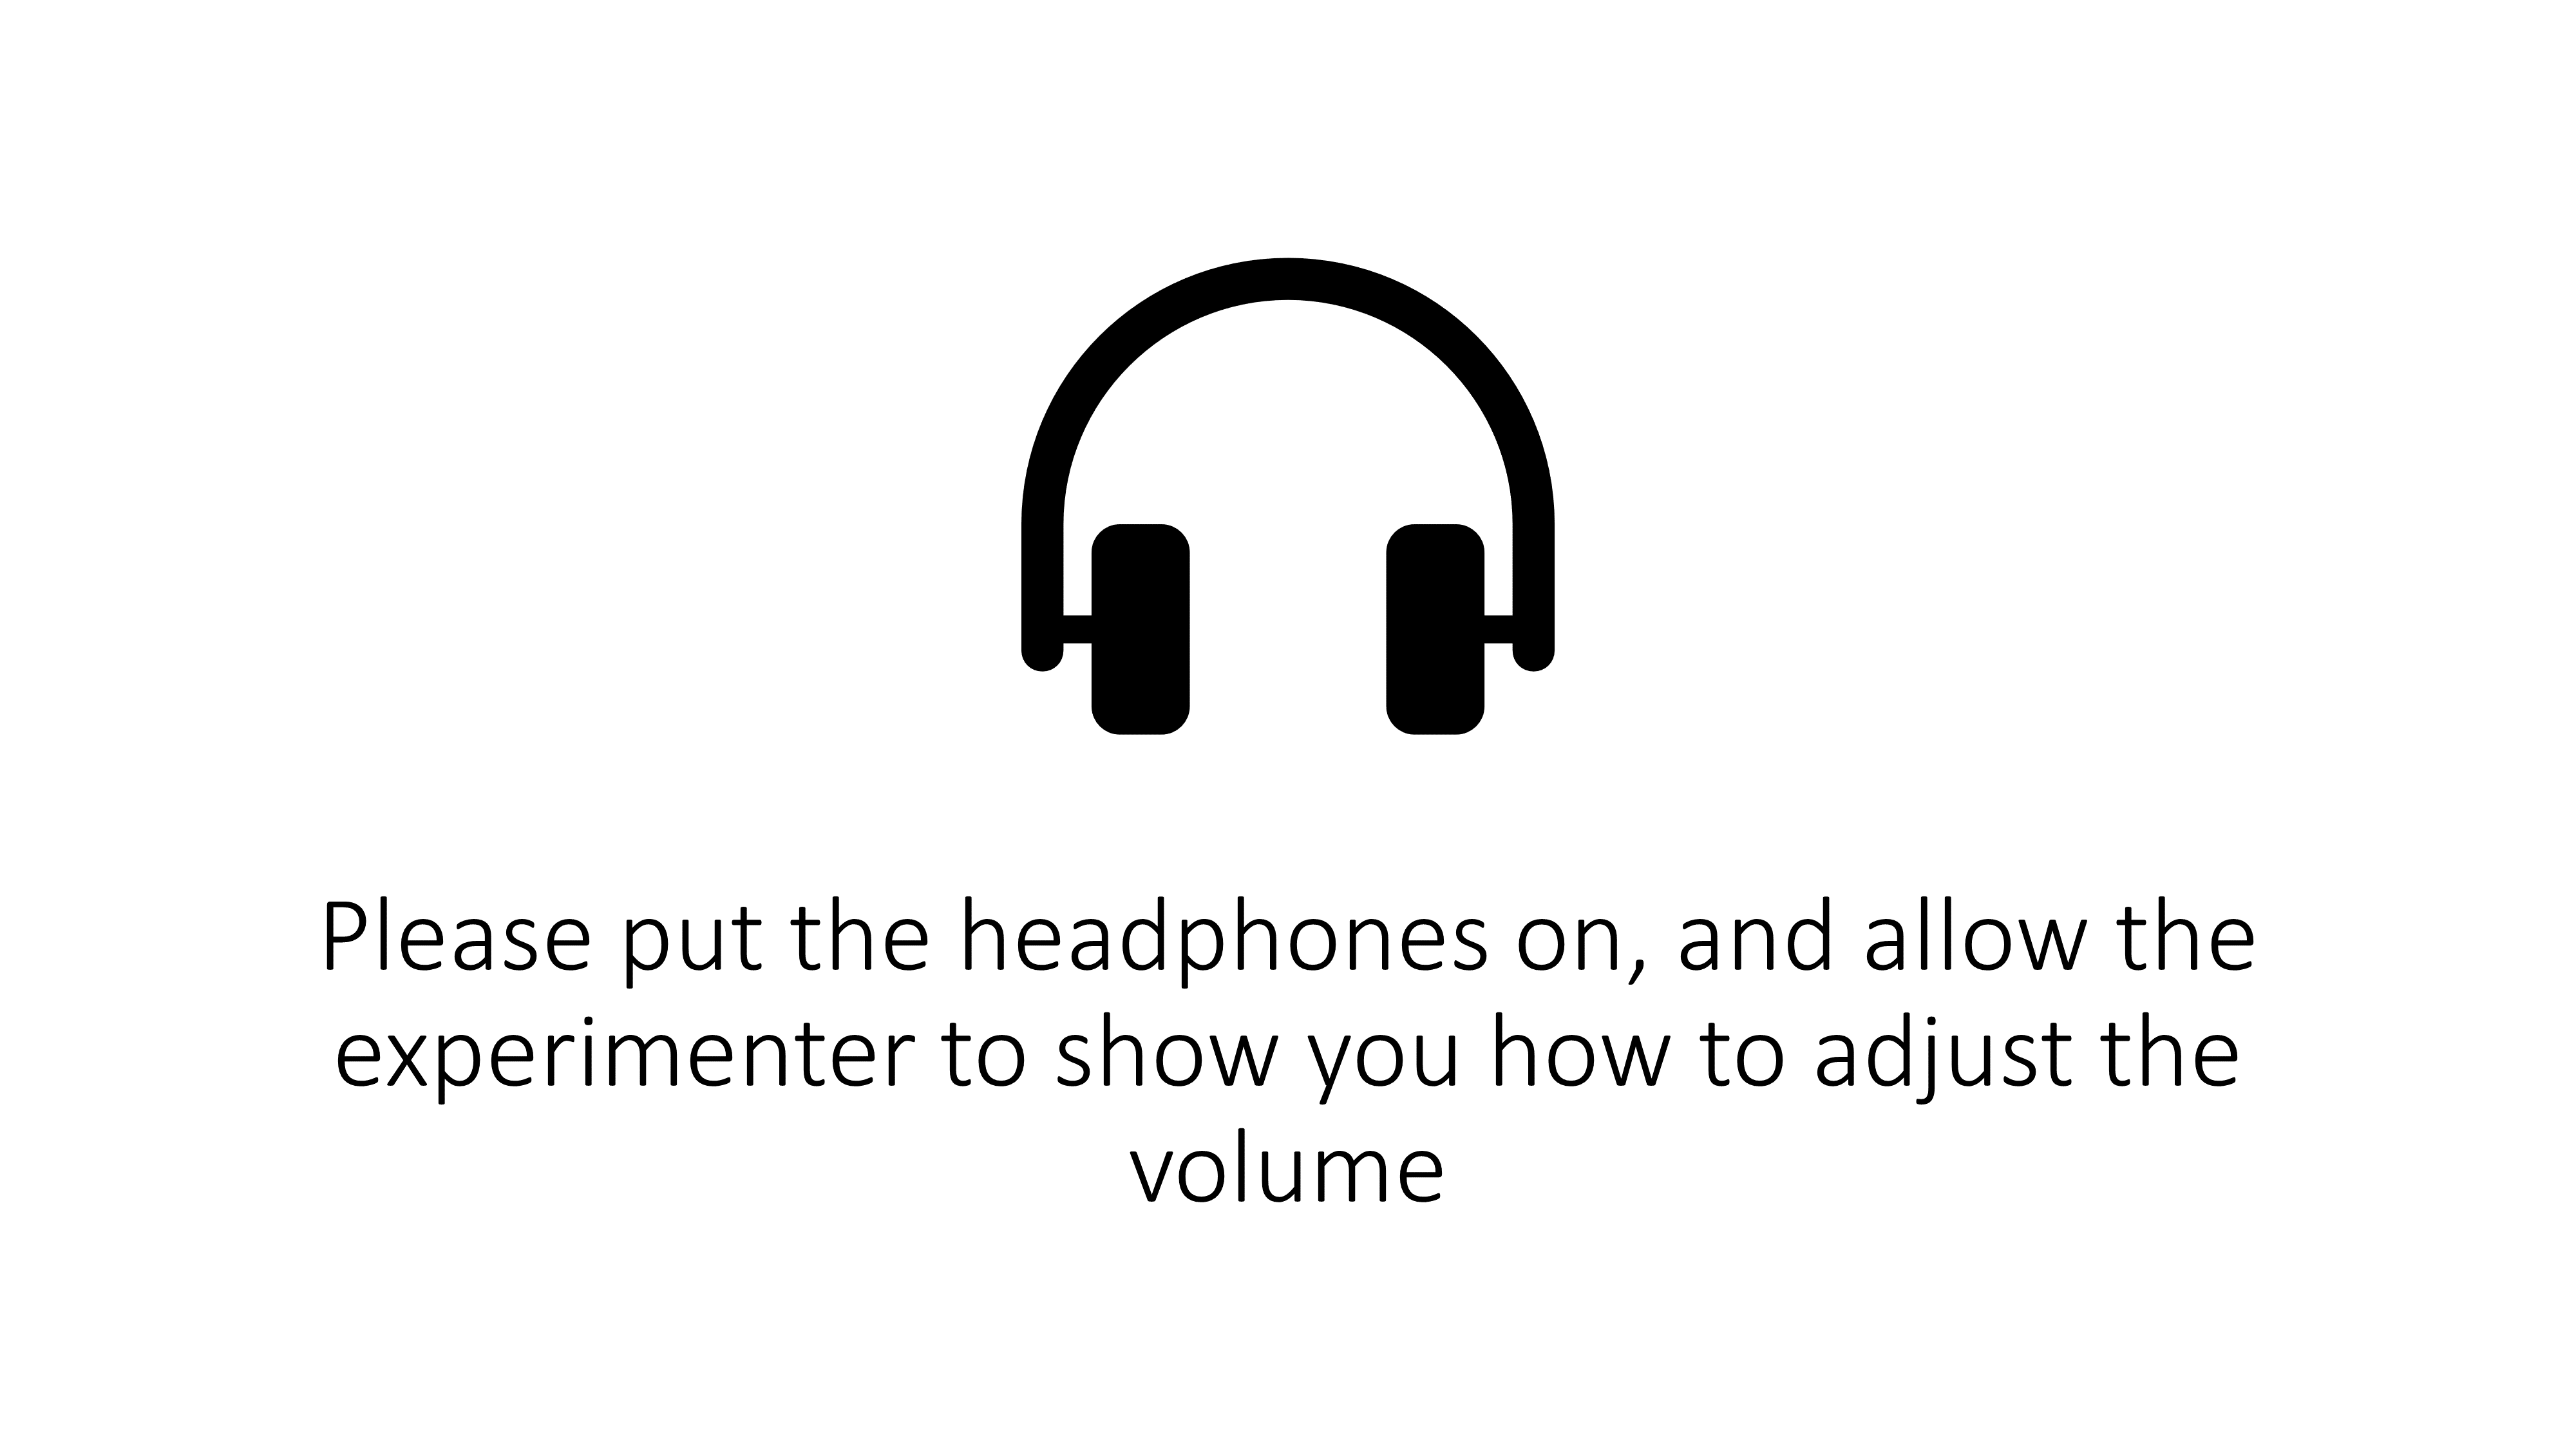 Please put the headphones on, and allow the
experimenter to show you how to adjust the
volume